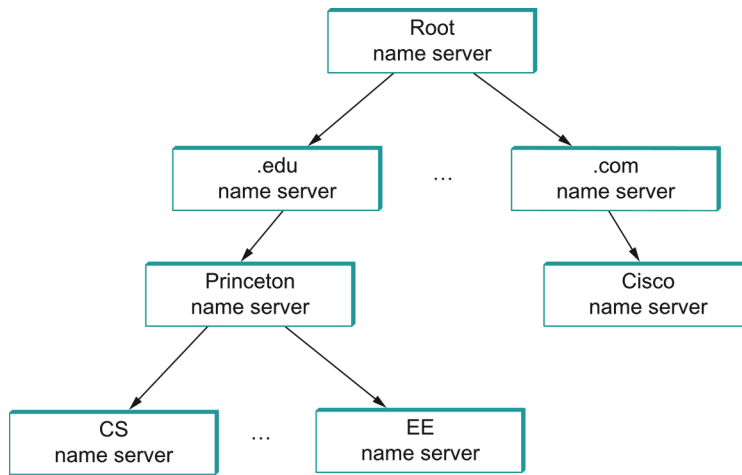 Root
name server
.edu
name server
...
.com
name server
Princeton
name server
Cisco
name server
CS
name server
...
EE
name server